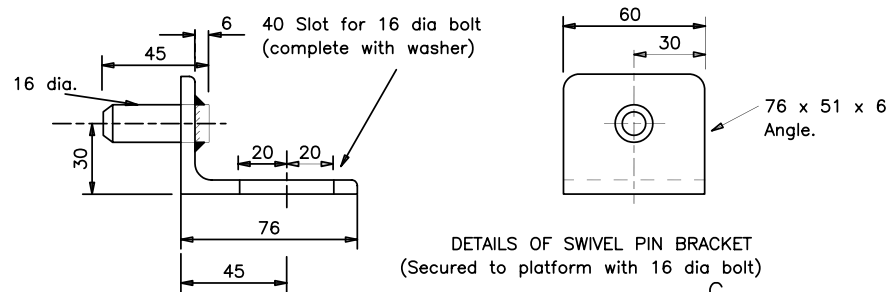 6
40 Slot for 16 dia bolt
(complete with washer)
45
16 dia.
30
20 20
76
45
60
30
76 x 51 x 6
Angle.
DETAILS OF SWIVEL PIN BRACKET
(Secured to platform with 16 dia bolt)